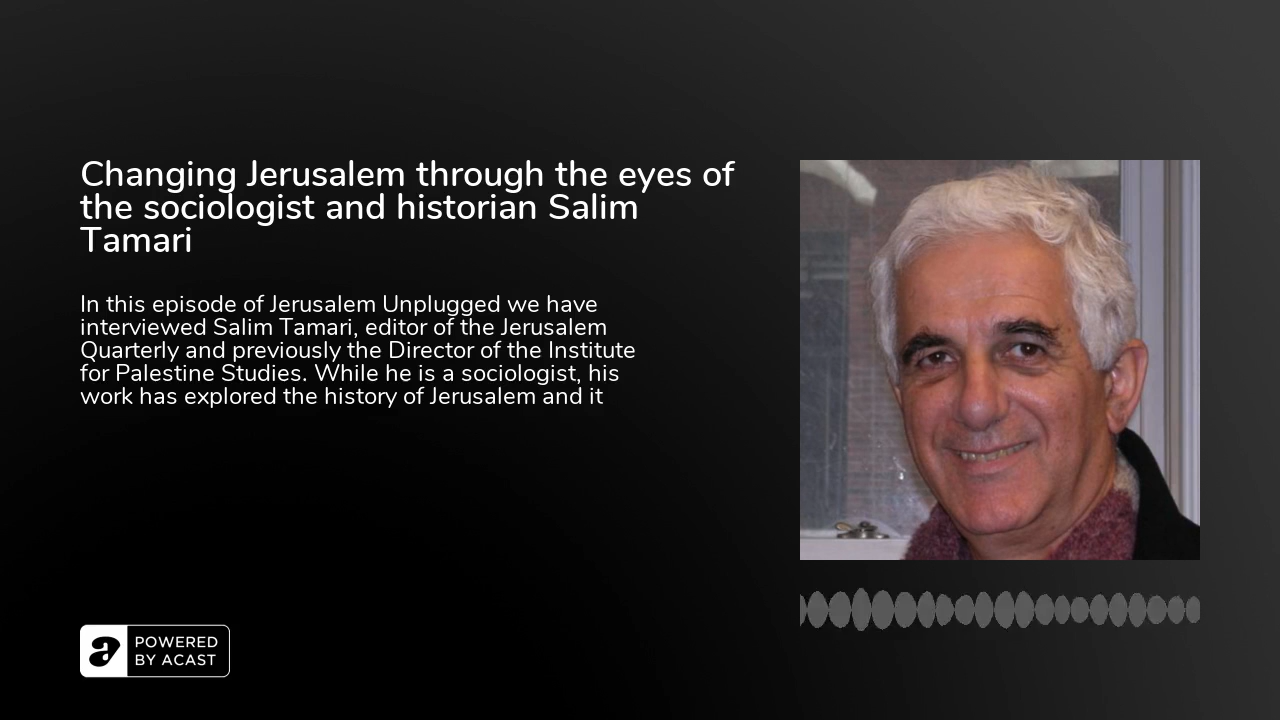 Changing Jerusalem through the eyes of
the sociologist and historian Salim
Tamari
In this episode of Jerusalem Unplugged we have
interviewed Salim Tamari, editor of the Jerusalem
Quarterly and previously the Director of the Institute
for Palestine Studies. While he is a sociologist, his
work has explored the history of Jerusalem and it
POWERED
BY ACAST